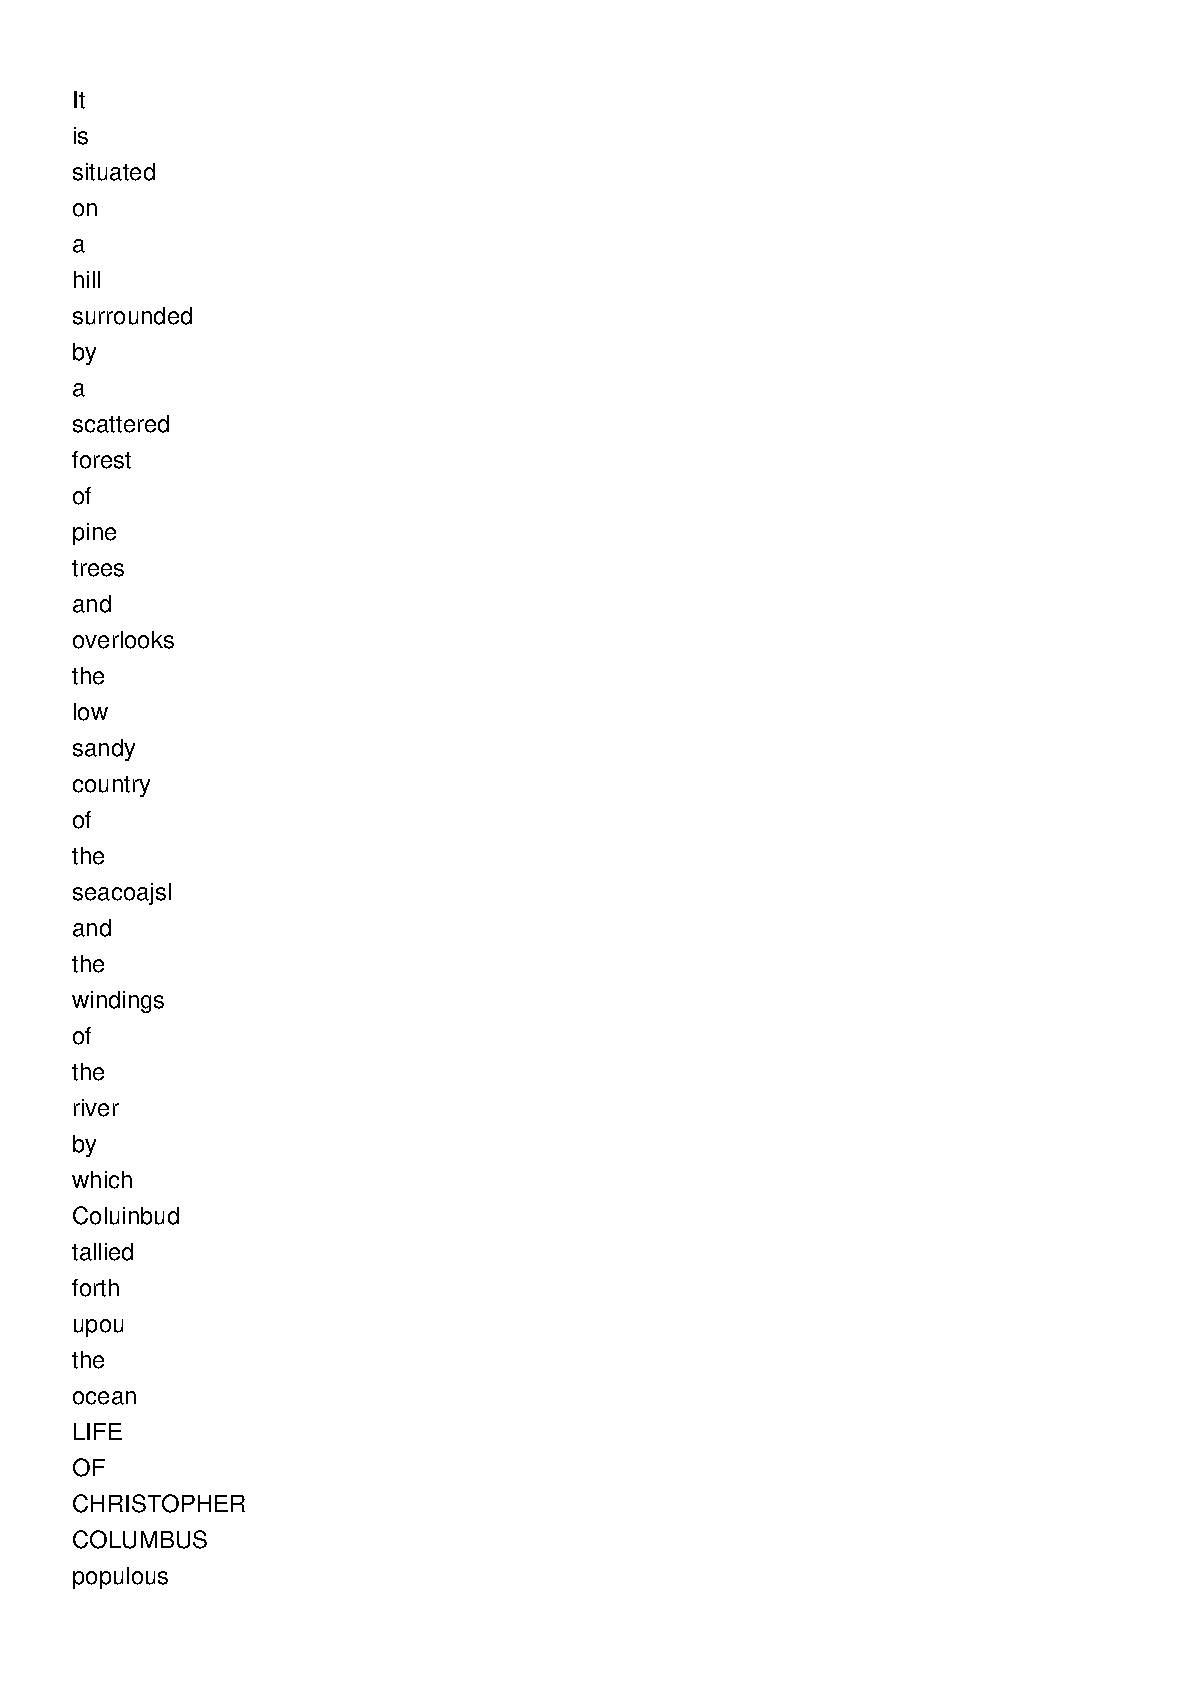 It
is
situated
on
a
hill
surrounded
by
a
scattered
forest
of
pine
trees
and
overlooks
the
low
sandy
country
of
the
seacoajsl
and
the
windings
of
the
river
by
which
Coluinbud
tallied
forth
upou
the
ocean
LIFE
OF
CHRISTOPHER
COLUMBUS
populous